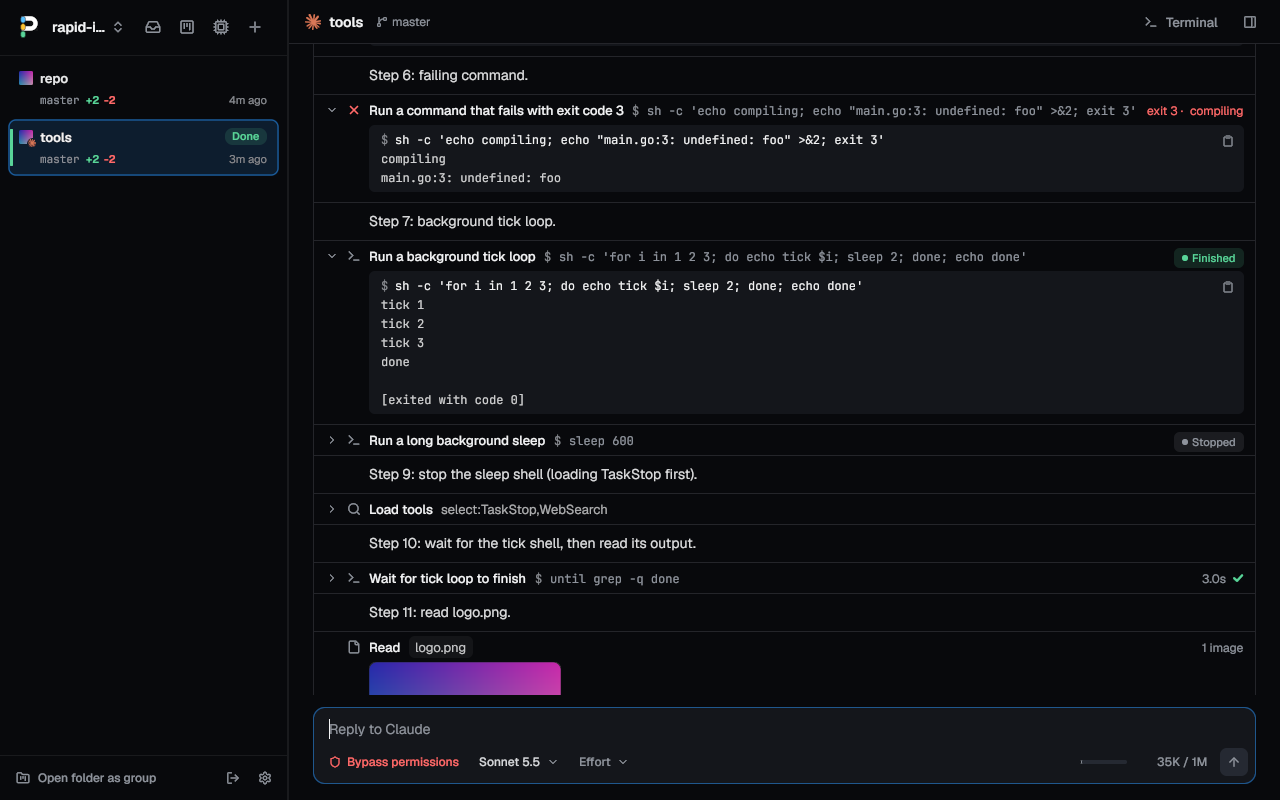 rapid-i...
tools
master
Terminal
repo
master +2 -2
4m ago
tools
Done
master +2 -2
3m ago
Step 6: failing command.
Run a command that fails with exit code 3 $ sh -c 'echo compiling; echo "main.go:3: undefined: foo" >&2; exit 3' exit 3 · compiling
$ sh -c 'echo compiling; echo "main.go:3: undefined: foo" >&2; exit 3'
compiling
main.go:3: undefined: foo
Step 7: background tick loop.
Run a background tick loop $ sh -c 'for i in 1 2 3; do echo tick $i; sleep 2; done; echo done' Finished
$ sh -c 'for i in 1 2 3; do echo tick $i; sleep 2; done; echo done'
tick 1
tick 2
tick 3
done
[exited with code 0]
Run a long background sleep $ sleep 600 Stopped
Step 9: stop the sleep shell (loading TaskStop first).
Load tools select:TaskStop,WebSearch
Step 10: wait for the tick shell, then read its output.
Wait for tick loop to finish $ until grep -q done 3.0s
Step 11: read logo.png.
Read logo.png 1 image
Reply to Claude
Bypass permissions Sonnet 5.5 Effort 35K / 1M
Open folder as group